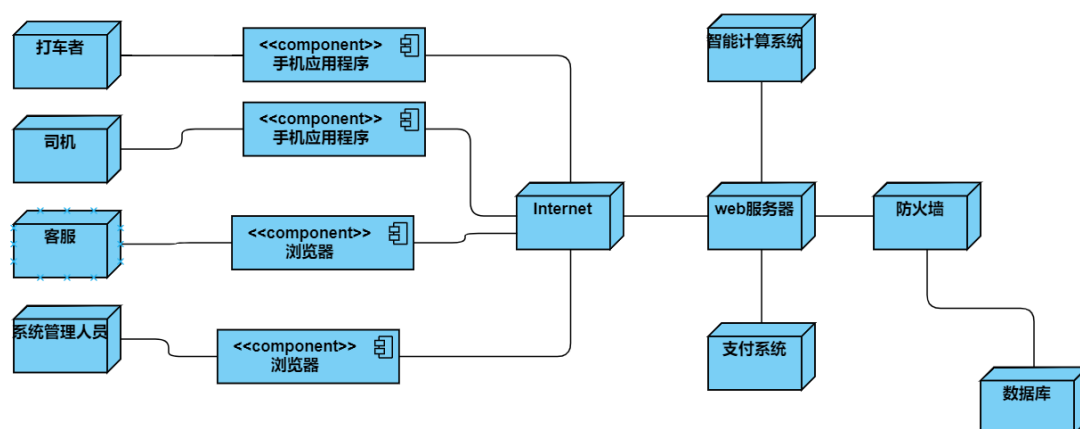 打车者
<<component>>
手机应用程序
智能计算系统
司机
<<component>>
手机应用程序
Internet
web服务器
防火墙
客服
<<component>>
浏览器
系统管理人员
<<component>>
浏览器
支付系统
数据库